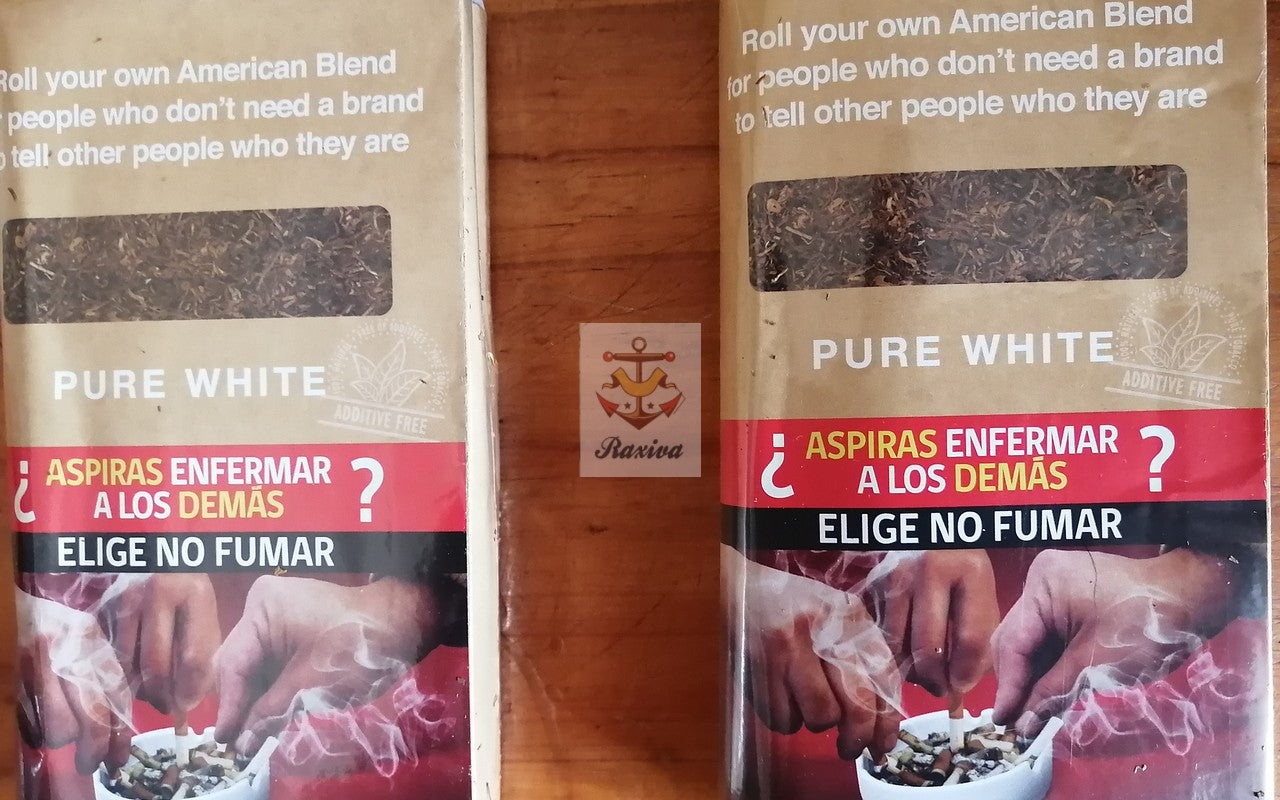 Roll your own American Blend
people who don't need a brand
tell other people who they are
PURE WHITE
ADDITIVE FREE
¿ ASPIRAS ENFERMAR
A LOS DEMÁS ?
ELIGE NO FUMAR
Raxiva
Roll your own American Blend
for people who don't need a brand
to tell other people who they are
PURE WHITE
ADDITIVE FREE
¿ ASPIRAS ENFERMAR
A LOS DEMÁS ?
ELIGE NO FUMAR